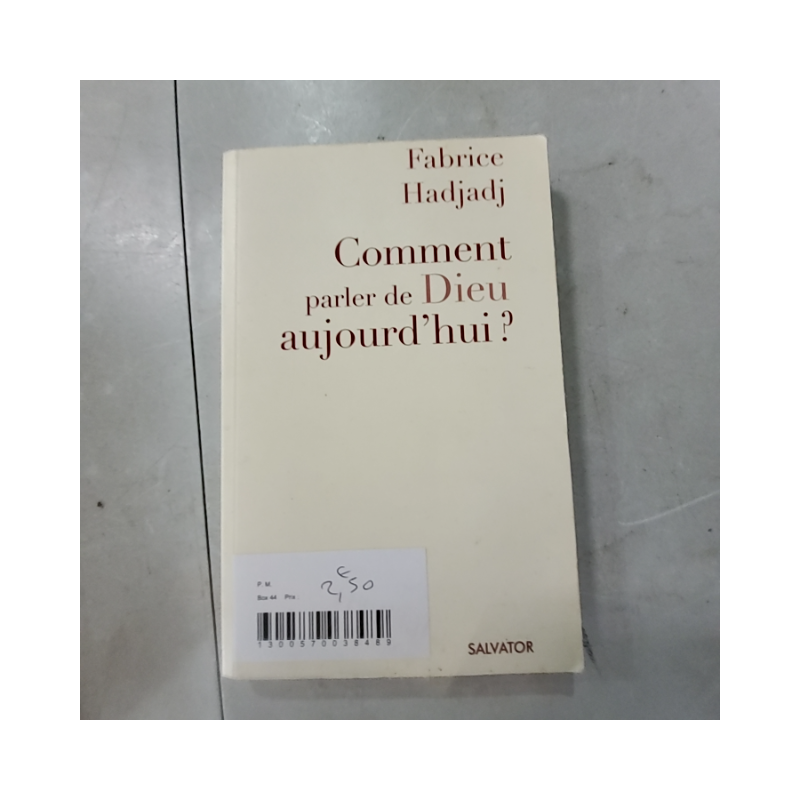 Fabrice
Hadjadj
Comment
parler de Dieu
aujourd'hui ?
P. M.
Box 44 Prix :
2,50 €
1300570038489
SALVATOR